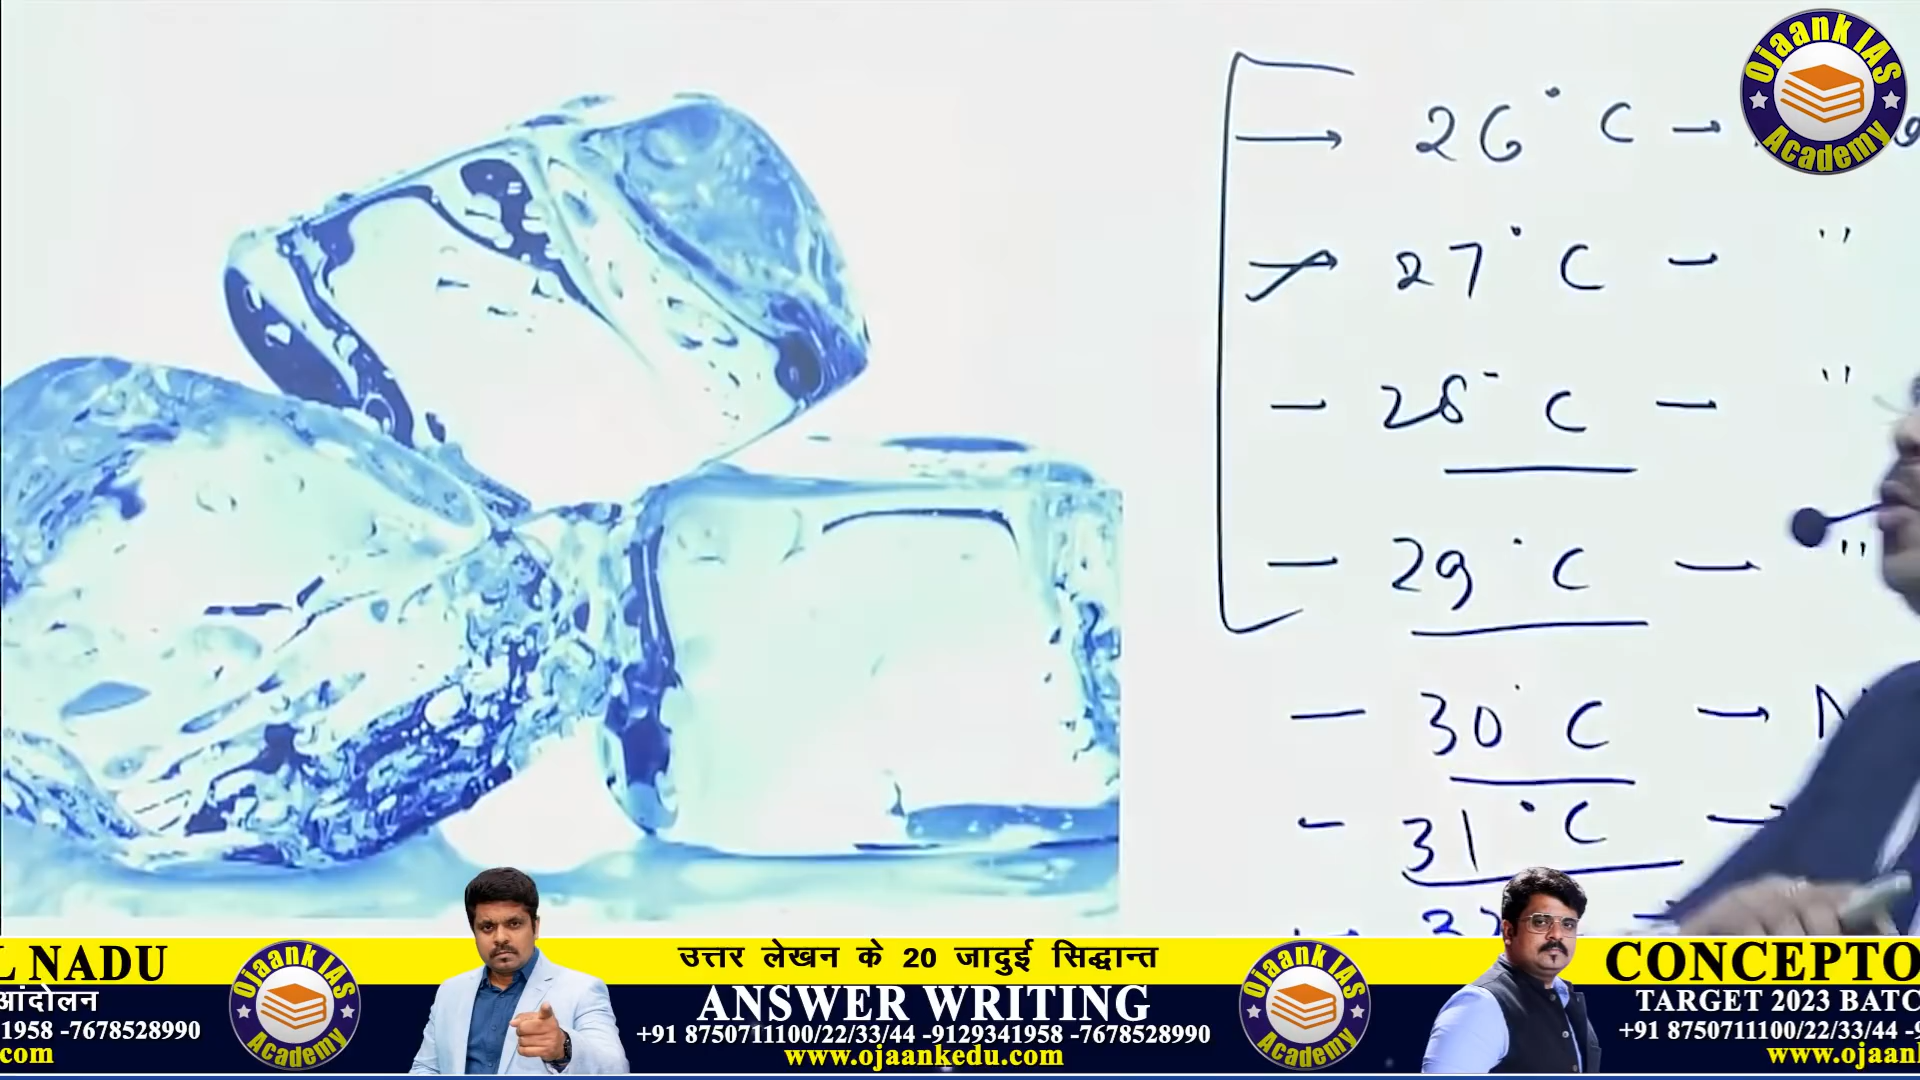 Ojaank IAS Academy
26°C →
27°C - "
28°C - "
29°C - "
30°C → N
31°C -
L NADU
आंदोलन
1958 -7678528990
.com
Ojaank IAS Academy
उत्तर लेखन के 20 जादुई सिद्धान्त
ANSWER WRITING
+91 8750711100/22/33/44 -9129341958 -7678528990
www.ojaankedu.com
Ojaank IAS Academy
CONCEPTO
TARGET 2023 BATC
+91 8750711100/22/33/44 -9
www.ojaan